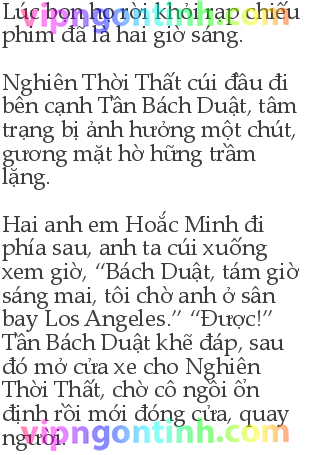 Lúc bọn họ rời khỏi rạp chiếu
phim đã là hai giờ sáng.
Nghiên Thời Thất cúi đầu đi
bên cạnh Tần Bách Duật, tâm
trạng bị ảnh hưởng một chút,
gương mặt hờ hững trầm
lặng.
Hai anh em Hoắc Minh đi
phía sau, anh ta cúi xuống
xem giờ, “Bách Duật, tám giờ
sáng mai, tôi chờ anh ở sân
bay Los Angeles.” “Được!”
Tần Bách Duật khẽ đáp, sau
đó mở cửa xe cho Nghiên
Thời Thất, chờ cô ngồi ổn
định rồi mới đóng cửa, quay
người.
vipngontinh.com
vipngontinh.com